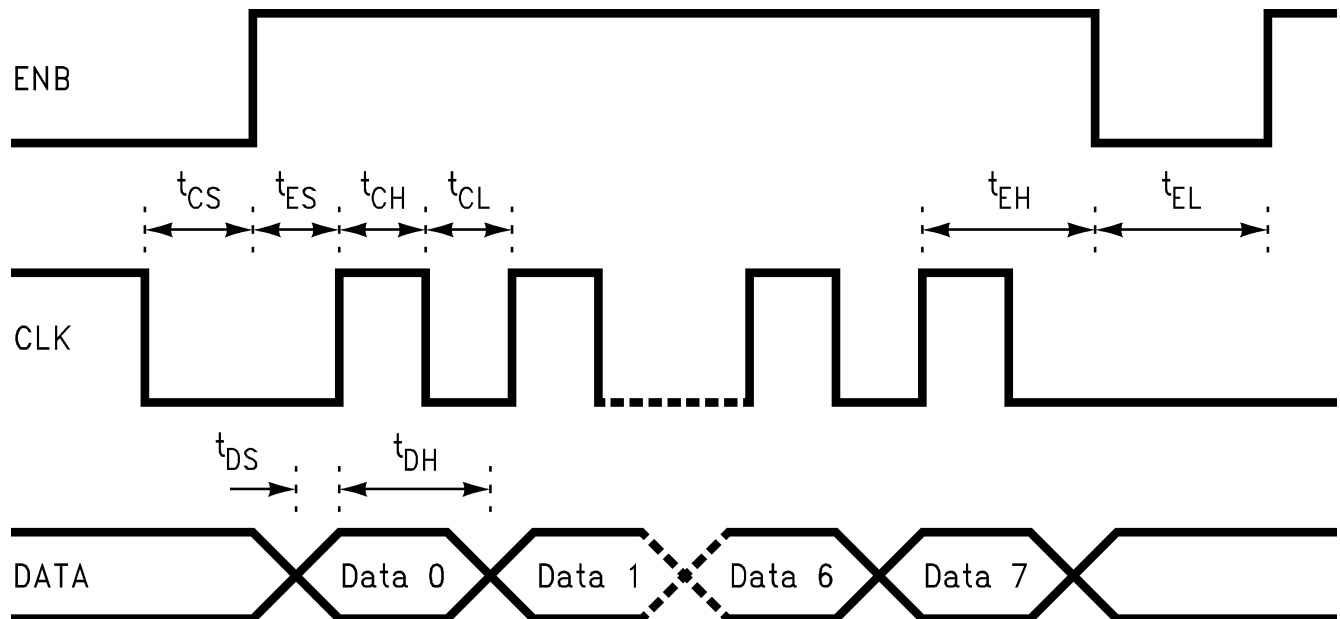 ENB
tCS tES tCH tCL tEH tEL
CLK
tDS tDH
DATA Data 0 Data 1 Data 6 Data 7